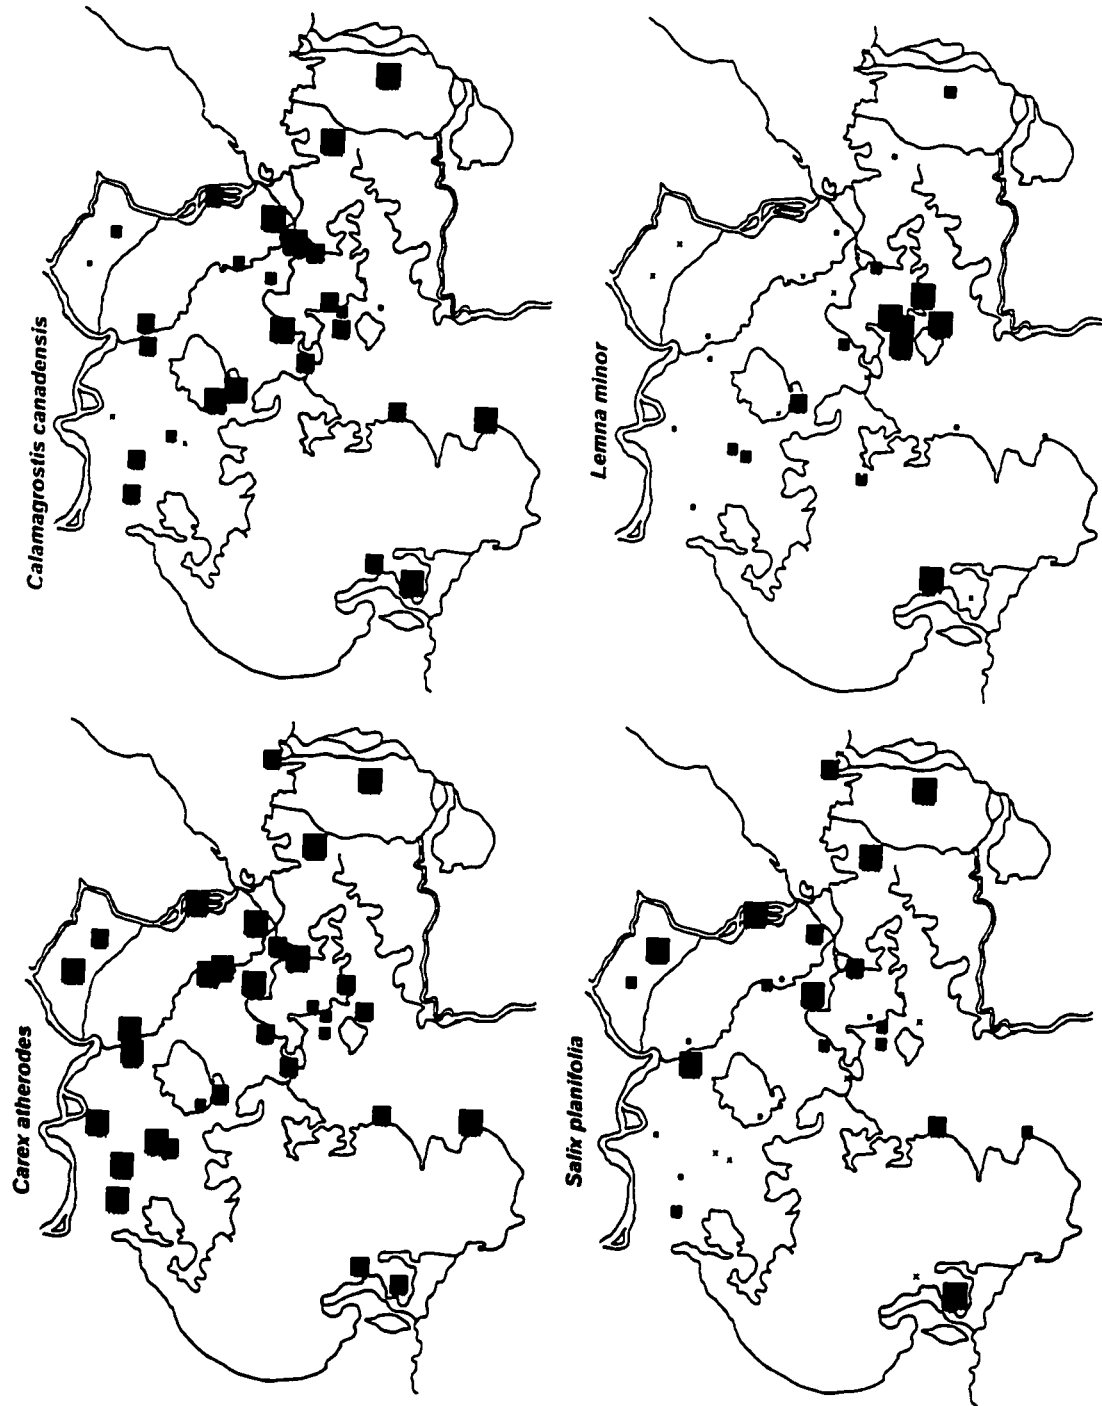 Calamagrostis canadensis
Lemna minor
Carex atherodes
Salix planifolia